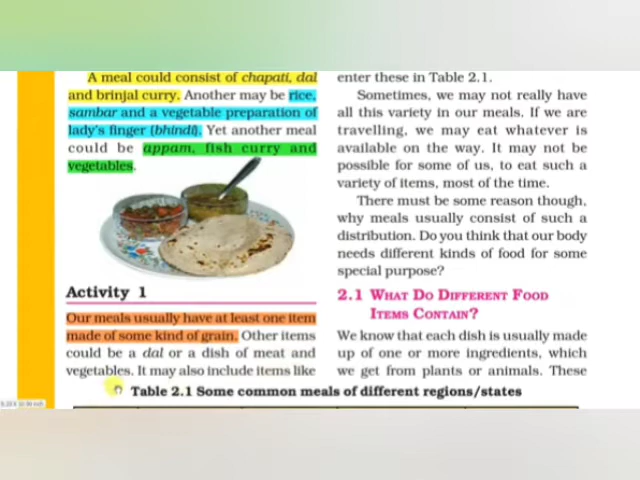 A meal could consist of chapati, dal
and brinjal curry. Another may be rice,
sambar and a vegetable preparation of
lady's finger (bhindi). Yet another meal
could be appam, fish curry and
vegetables.
Activity 1
Our meals usually have at least one item
made of some kind of grain. Other items
could be a dal or a dish of meat and
vegetables. It may also include items like
enter these in Table 2.1.
Sometimes, we may not really have
all this variety in our meals. If we are
travelling, we may eat whatever is
available on the way. It may not be
possible for some of us, to eat such a
variety of items, most of the time.
There must be some reason though,
why meals usually consist of such a
distribution. Do you think that our body
needs different kinds of food for some
special purpose?
2.1 What Do Different Food
Items Contain?
We know that each dish is usually made
up of one or more ingredients, which
we get from plants or animals. These
Table 2.1 Some common meals of different regions/states